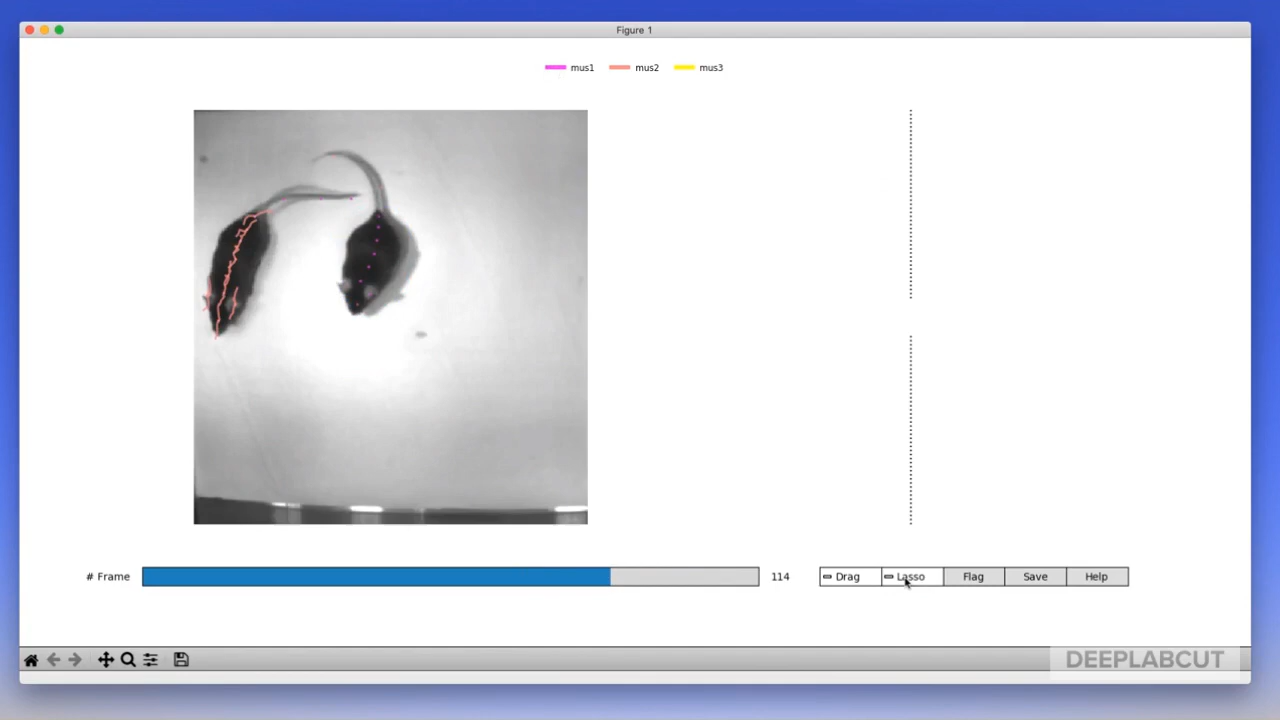 Figure 1
mus1 mus2 mus3
# Frame 114 Drag Lasso Flag Save Help
DEEPLABCUT